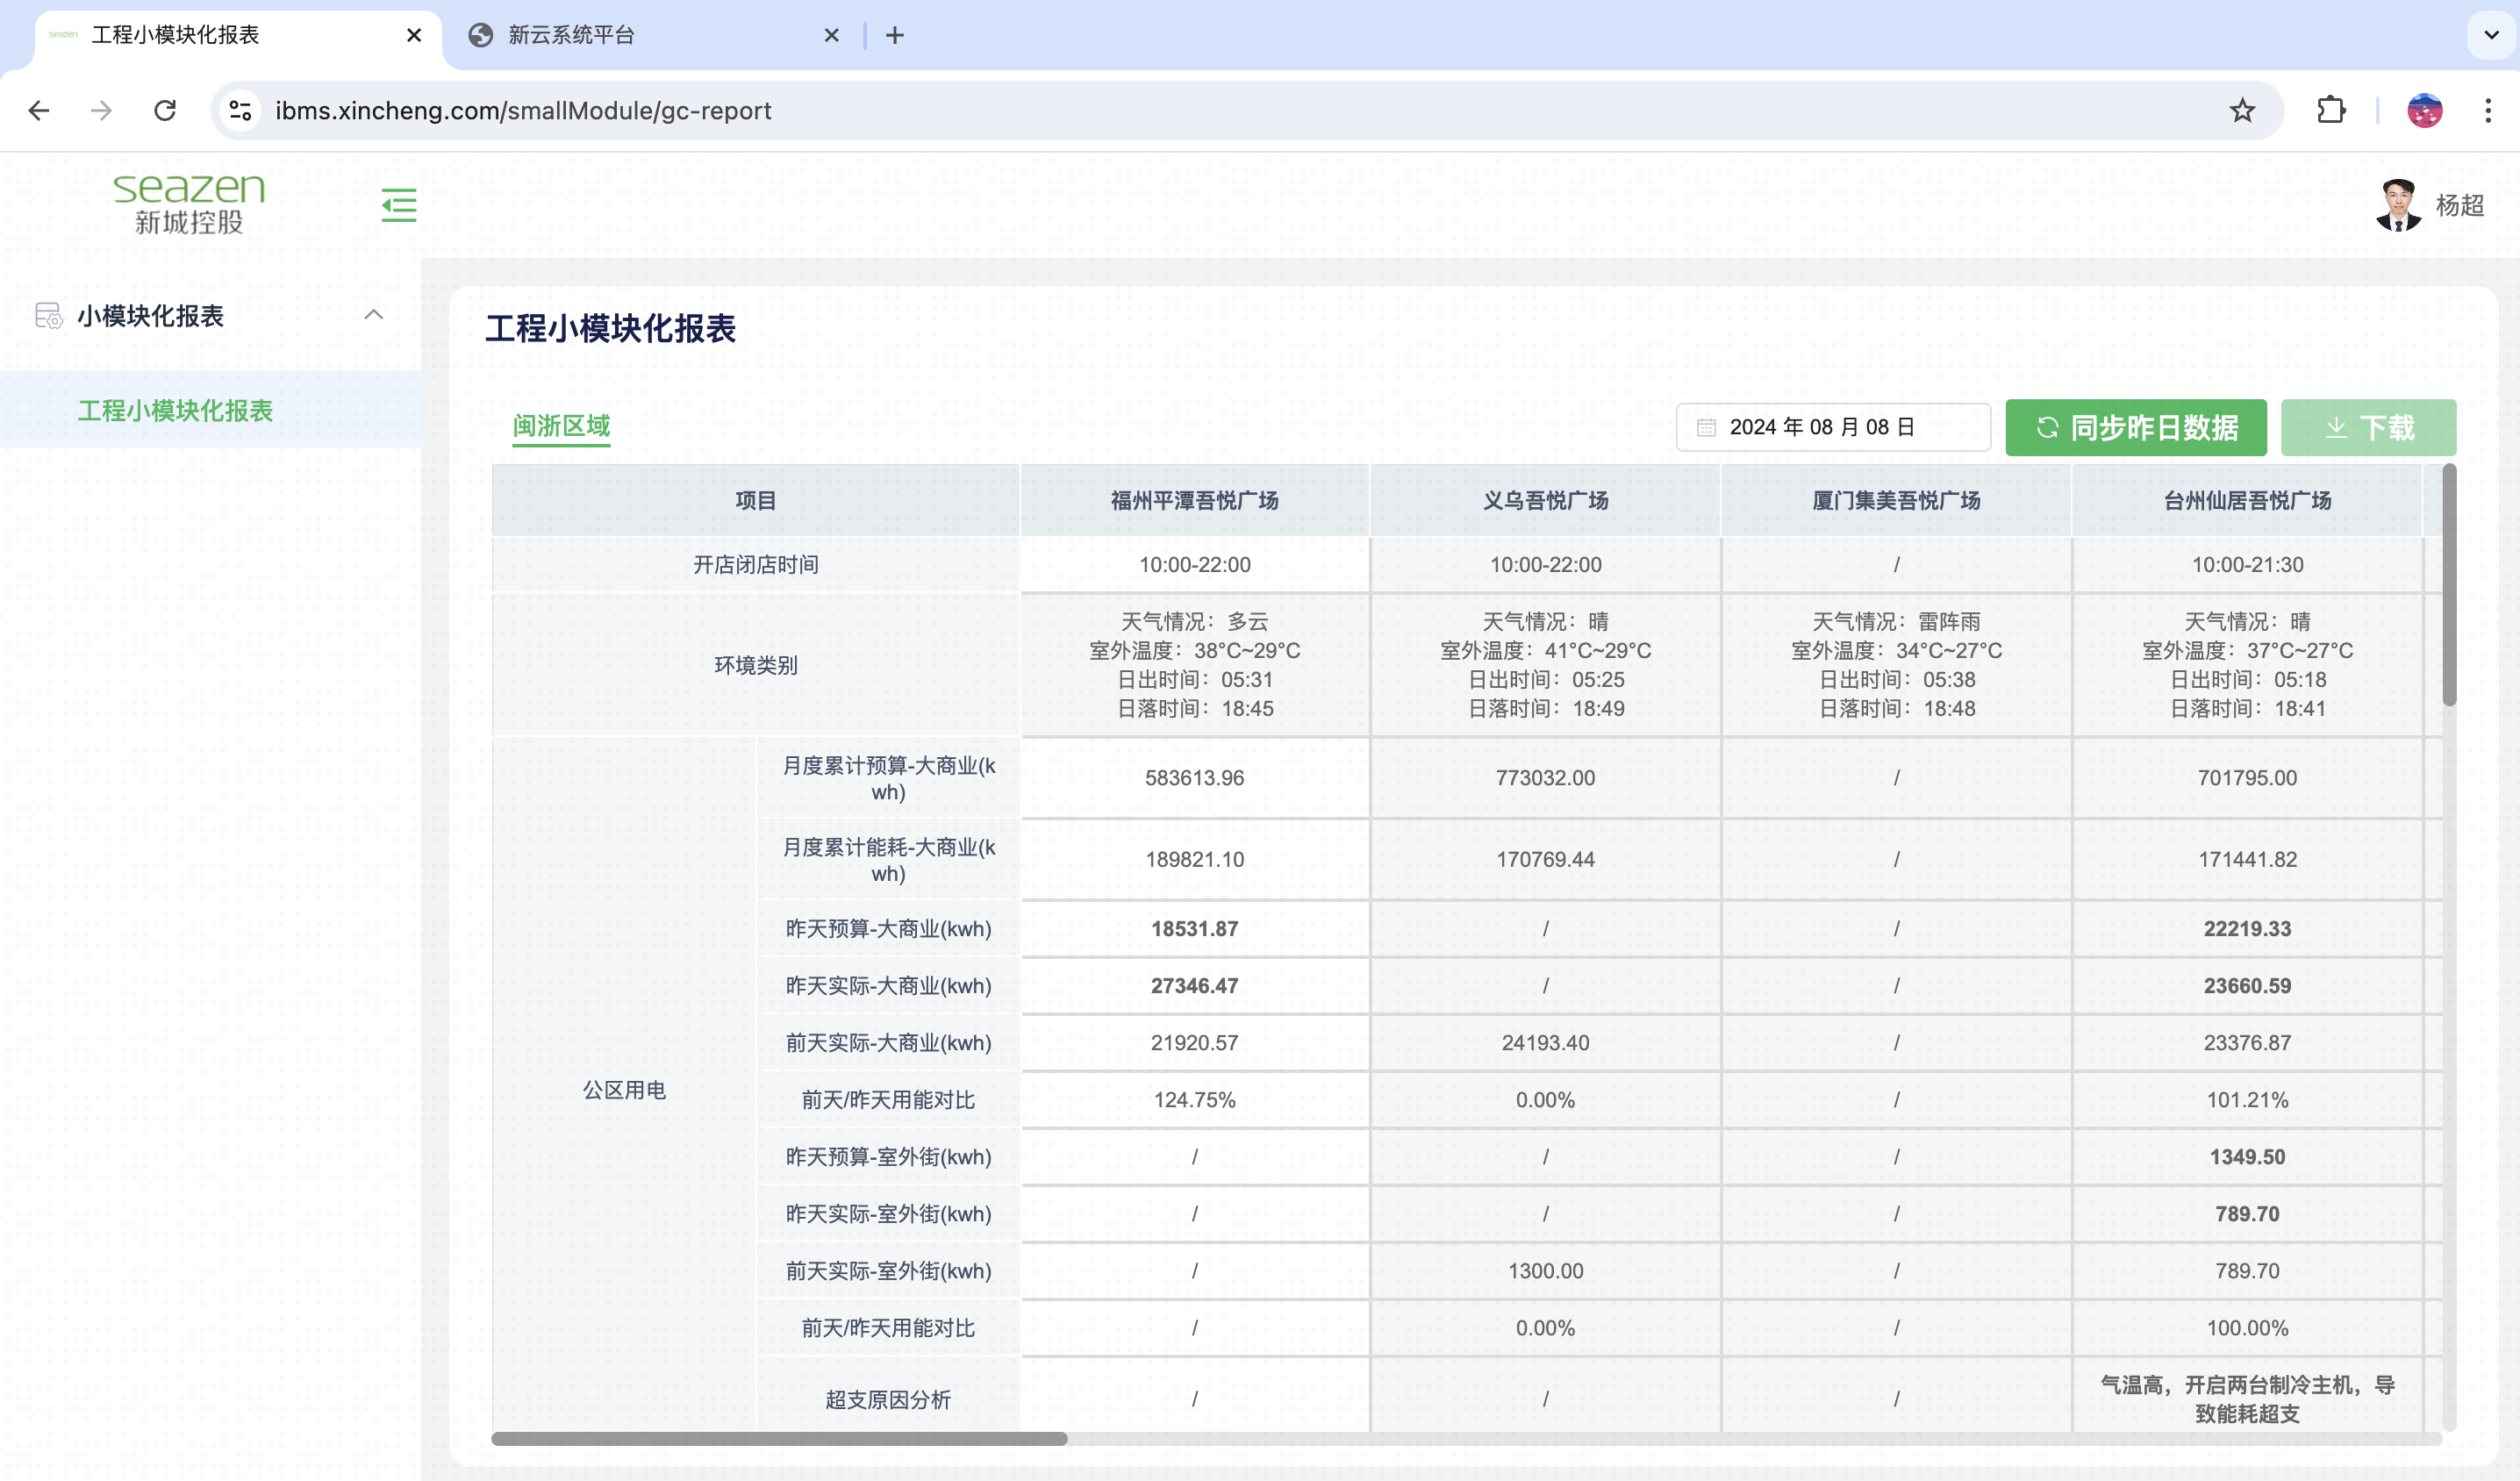 seazen 工程小模块化报表
新云系统平台
ibms.xincheng.com/smallModule/gc-report
seazen
新城控股
杨超
小模块化报表
工程小模块化报表
工程小模块化报表
闽浙区域
2024 年 08 月 08 日
同步昨日数据
下载
项目 福州平潭吾悦广场 义乌吾悦广场 厦门集美吾悦广场 台州仙居吾悦广场
开店闭店时间 10:00-22:00 10:00-22:00 / 10:00-21:30
环境类别
天气情况：多云
室外温度：38°C~29°C
日出时间：05:31
日落时间：18:45
天气情况：晴
室外温度：41°C~29°C
日出时间：05:25
日落时间：18:49
天气情况：雷阵雨
室外温度：34°C~27°C
日出时间：05:38
日落时间：18:48
天气情况：晴
室外温度：37°C~27°C
日出时间：05:18
日落时间：18:41
公区用电
月度累计预算-大商业(k
wh)
583613.96 773032.00 / 701795.00
月度累计能耗-大商业(k
wh)
189821.10 170769.44 / 171441.82
昨天预算-大商业(kwh) 18531.87 / / 22219.33
昨天实际-大商业(kwh) 27346.47 / / 23660.59
前天实际-大商业(kwh) 21920.57 24193.40 / 23376.87
前天/昨天用能对比 124.75% 0.00% / 101.21%
昨天预算-室外街(kwh) / / / 1349.50
昨天实际-室外街(kwh) / / / 789.70
前天实际-室外街(kwh) / 1300.00 / 789.70
前天/昨天用能对比 / 0.00% / 100.00%
超支原因分析 / / /
气温高，开启两台制冷主机，导
致能耗超支